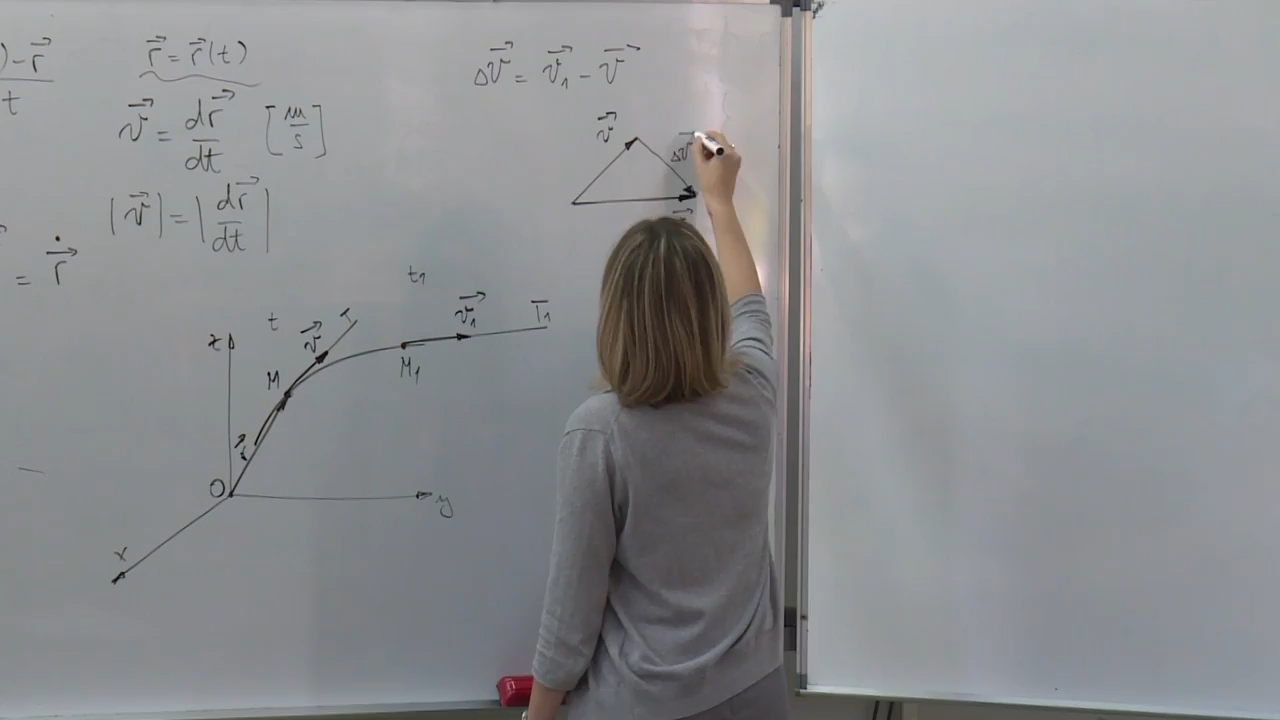 )-r⃗
t
r⃗ = r⃗(t)
v⃗ = dr⃗/dt [m/s]
|v⃗| = |dr⃗/dt|
= ṙ⃗
Δv⃗ = v⃗₁ - v⃗
v⃗
Δv⃗
t₁
t
z
v⃗
T
v⃗₁
T₁
M
M₁
r⃗
O
y
x